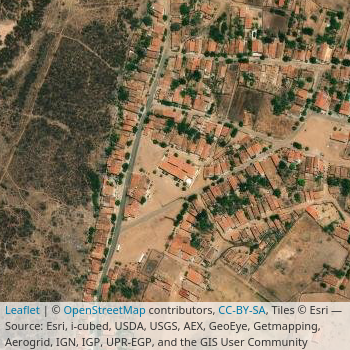 Leaflet | © OpenStreetMap contributors, CC-BY-SA, Tiles © Esri —
Source: Esri, i-cubed, USDA, USGS, AEX, GeoEye, Getmapping,
Aerogrid, IGN, IGP, UPR-EGP, and the GIS User Community